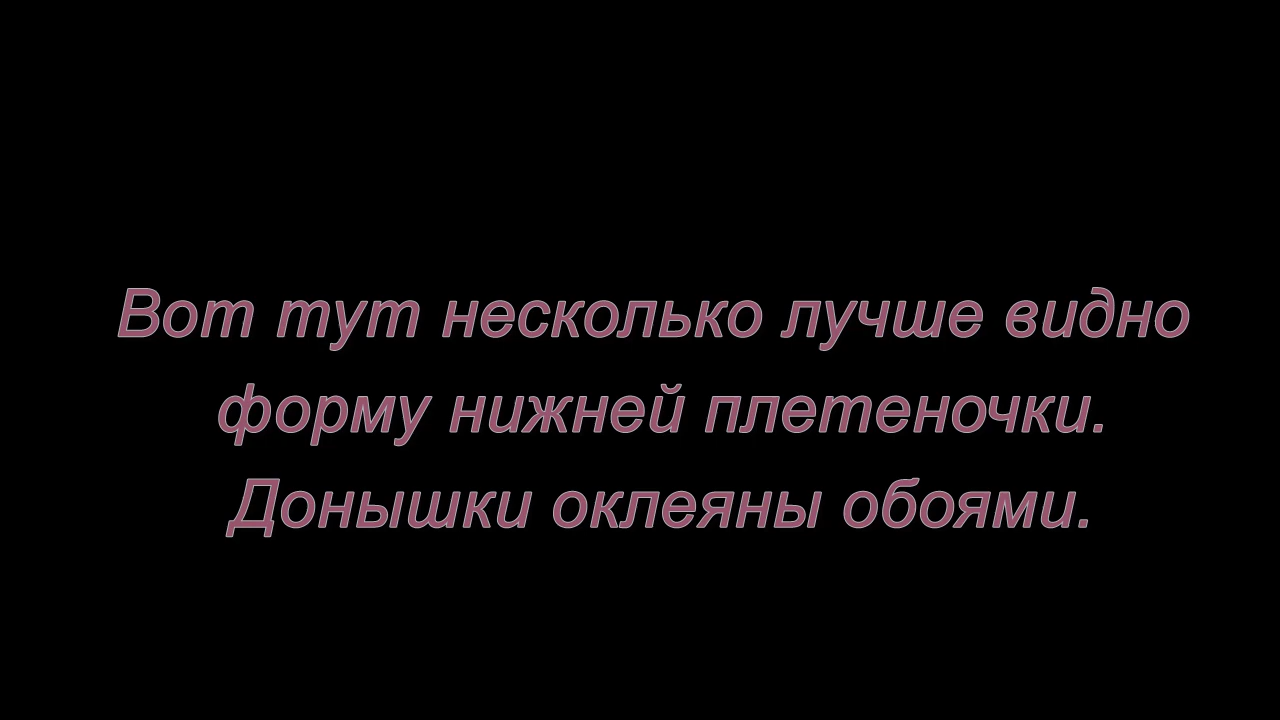 Вот тут несколько лучше видно
форму нижней плетеночки.
Донышки оклеяны обоями.